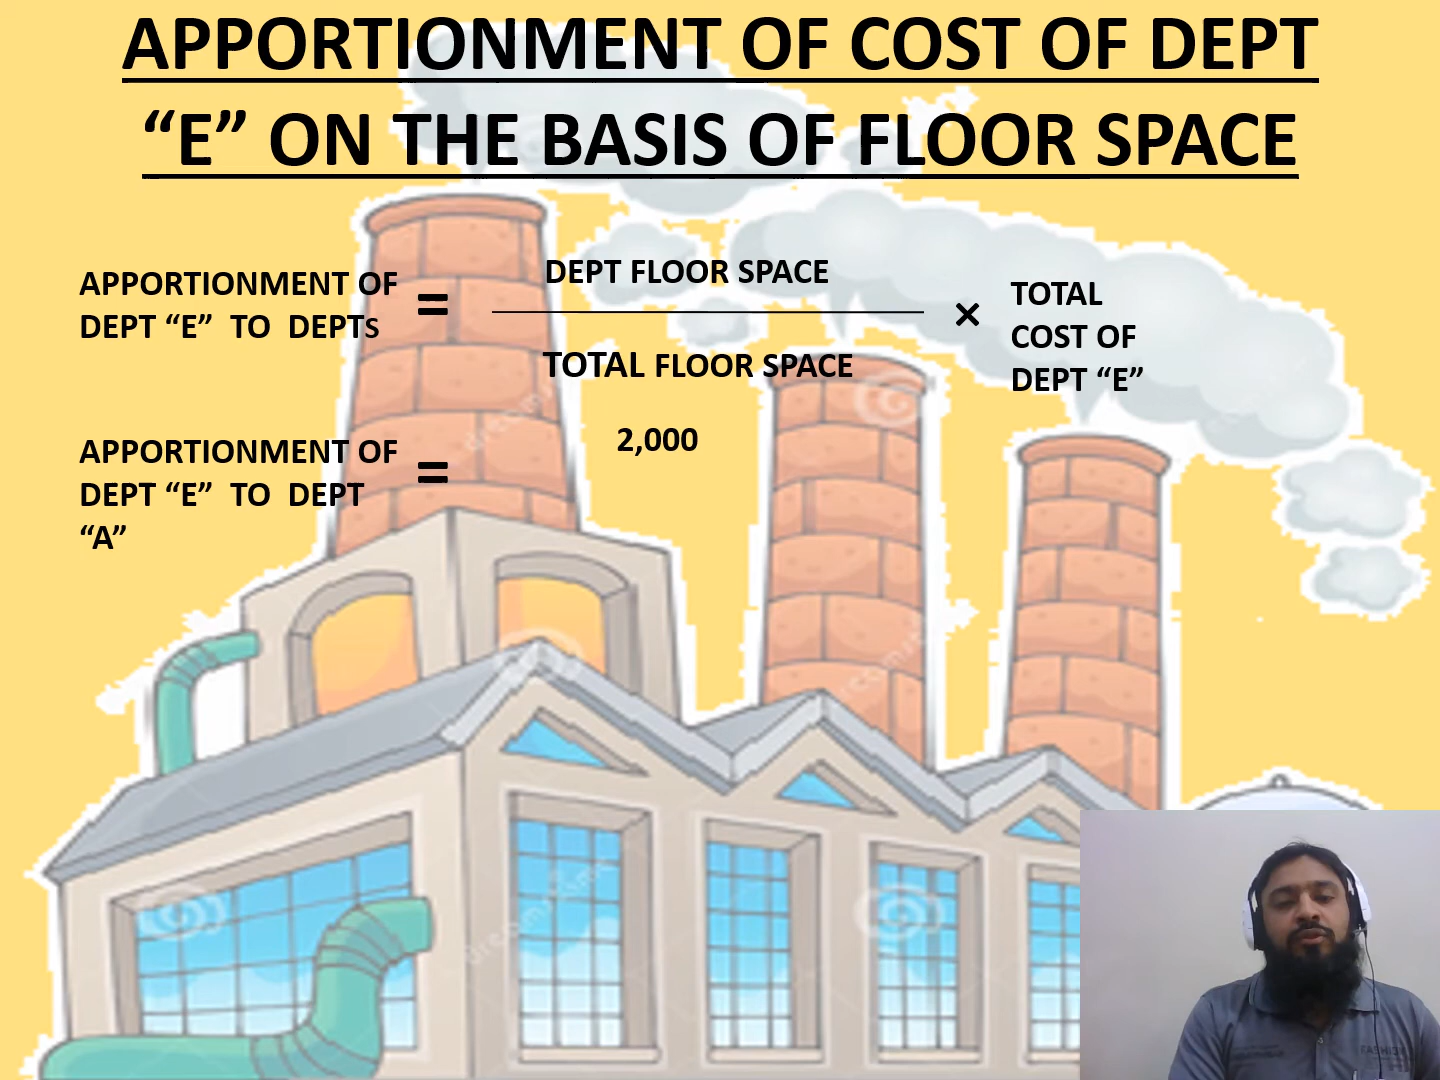 APPORTIONMENT OF COST OF DEPT
“E” ON THE BASIS OF FLOOR SPACE
APPORTIONMENT OF
DEPT “E” TO DEPTS
=
DEPT FLOOR SPACE
TOTAL FLOOR SPACE
×
TOTAL
COST OF
DEPT “E”
APPORTIONMENT OF
DEPT “E” TO DEPT
“A”
=
2,000